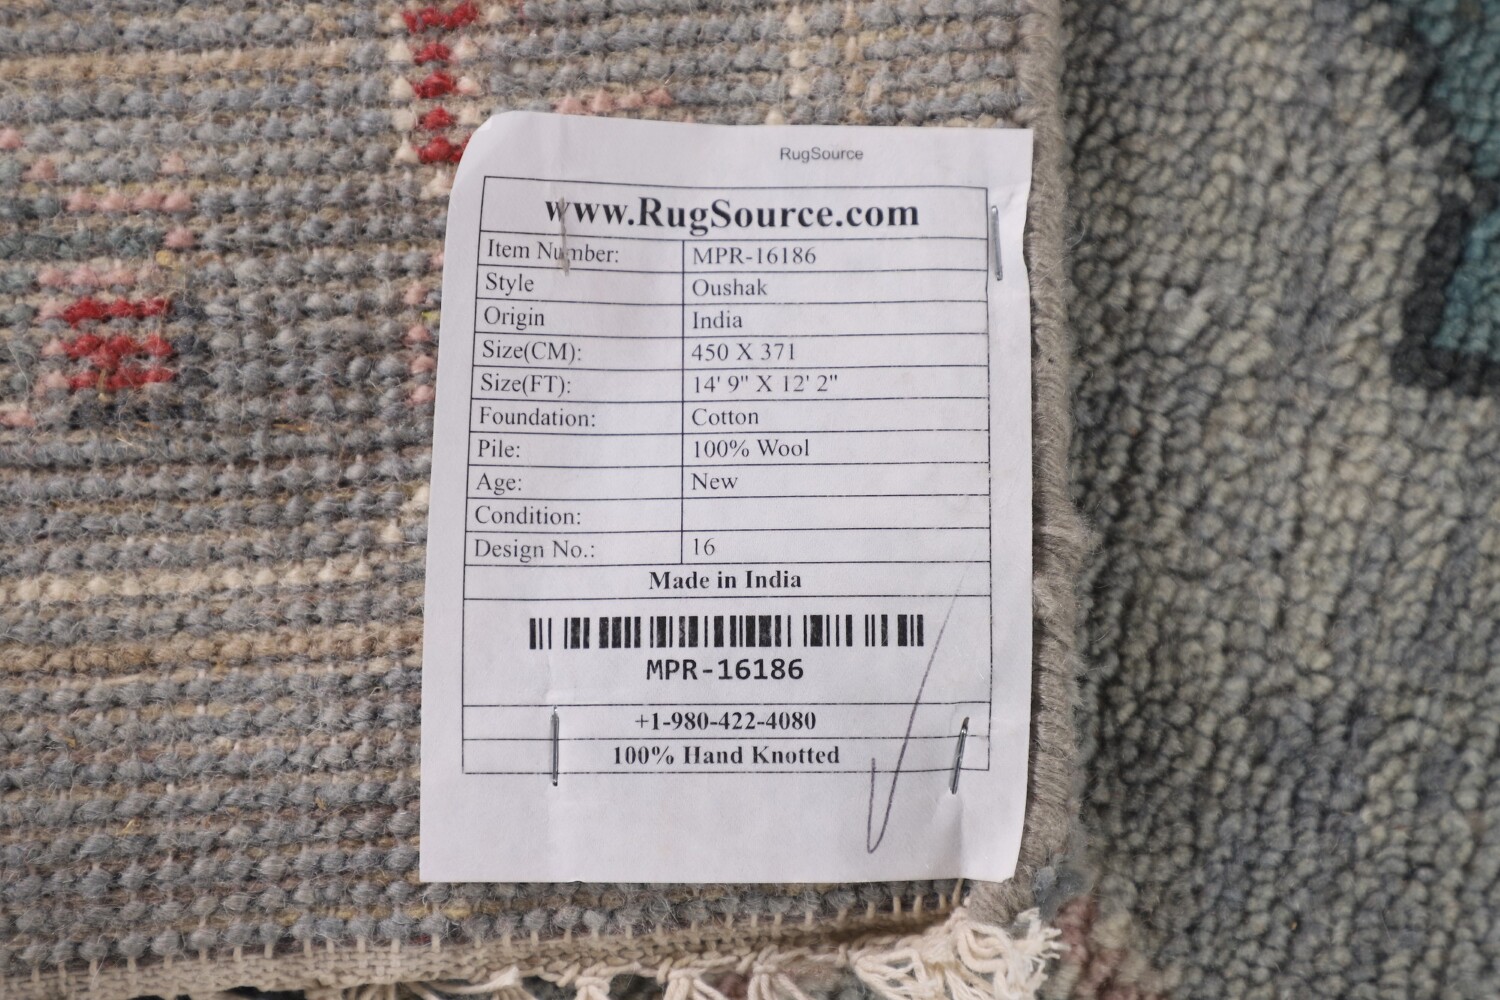 RugSource
www.RugSource.com
Item Number: MPR-16186
Style Oushak
Origin India
Size(CM): 450 X 371
Size(FT): 14' 9" X 12' 2"
Foundation: Cotton
Pile: 100% Wool
Age: New
Condition:
Design No.: 16
Made in India
MPR-16186
+1-980-422-4080
100% Hand Knotted